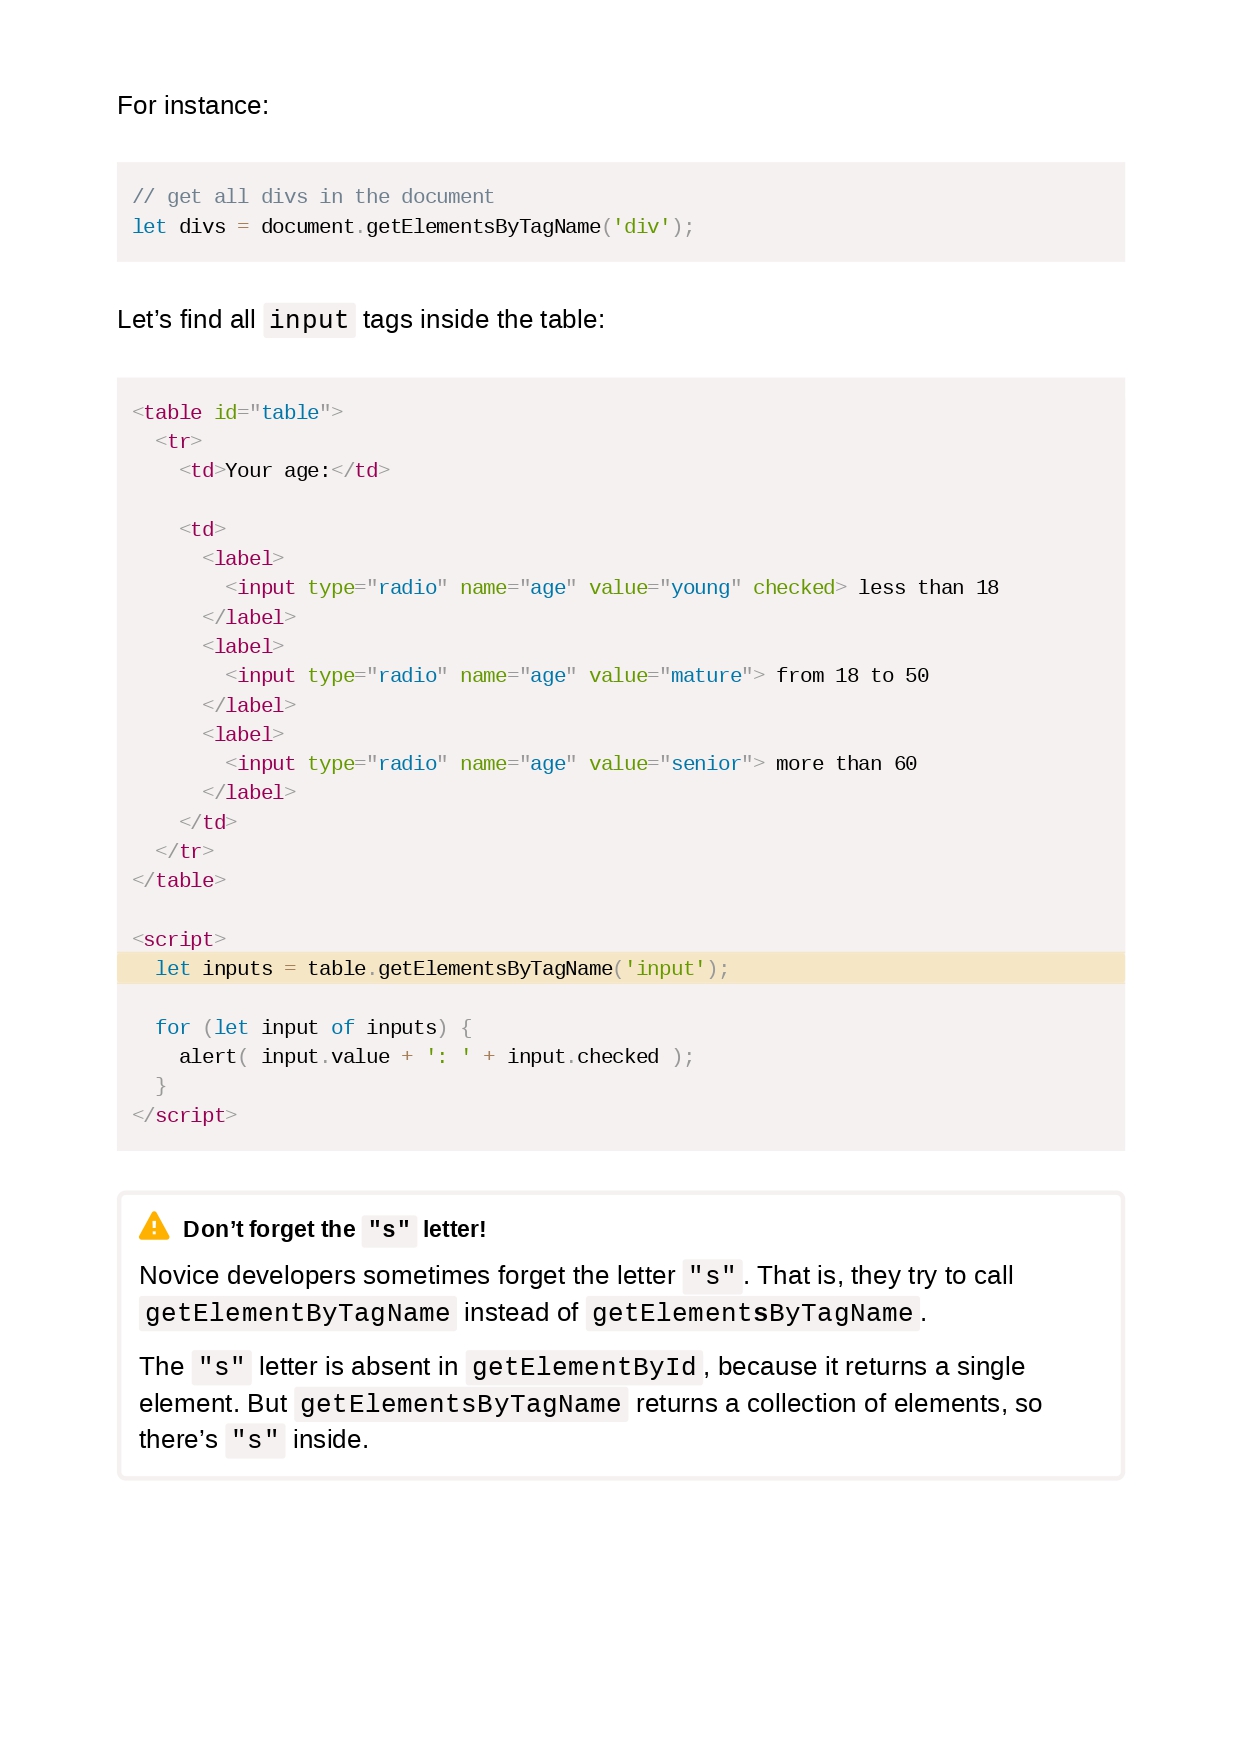 For instance:
// get all divs in the document
let divs = document.getElementsByTagName('div');
Let’s find all input tags inside the table:
<table id="table">
  <tr>
    <td>Your age:</td>

    <td>
      <label>
        <input type="radio" name="age" value="young" checked> less than 18
      </label>
      <label>
        <input type="radio" name="age" value="mature"> from 18 to 50
      </label>
      <label>
        <input type="radio" name="age" value="senior"> more than 60
      </label>
    </td>
  </tr>
</table>

<script>
  let inputs = table.getElementsByTagName('input');

  for (let input of inputs) {
    alert( input.value + ': ' + input.checked );
  }
</script>
Don’t forget the "s" letter!
Novice developers sometimes forget the letter "s". That is, they try to call
getElementByTagName instead of getElementsByTagName.
The "s" letter is absent in getElementById, because it returns a single
element. But getElementsByTagName returns a collection of elements, so
there’s "s" inside.